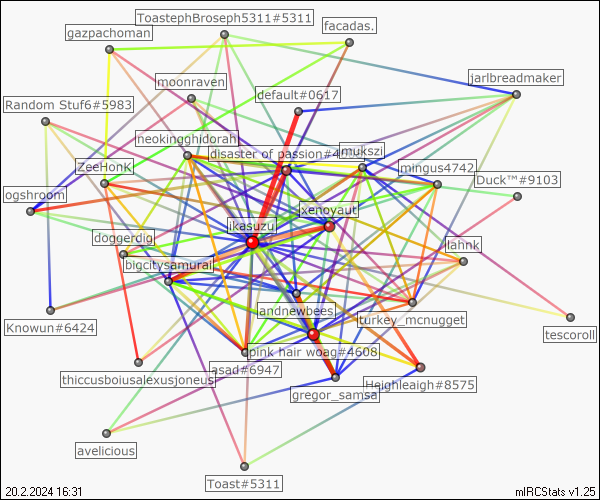 ToastephBroseph5311#5311
facadas.
gazpachoman
jarlbreadmaker
moonraven
default#0617
Random Stuf6#5983
neokingohidorah
disaster of passion#4
mukszi
mingus4742
ZeeHonk
Duck™#9103
ogshroom
xenoyaut
ikasuzu
doggerdig
lahnk
bigcitysamurai
andnewbees
turkey_mcnugget
Knowun#6424
tescoroll
pink hair woag#4608
asad#6947
thiccusboiusalexusjoneus
Heighleaigh#8575
gregor_samsa
avelicious
Toast#5311
20.2.2024 16:31
mIRCStats v1.25